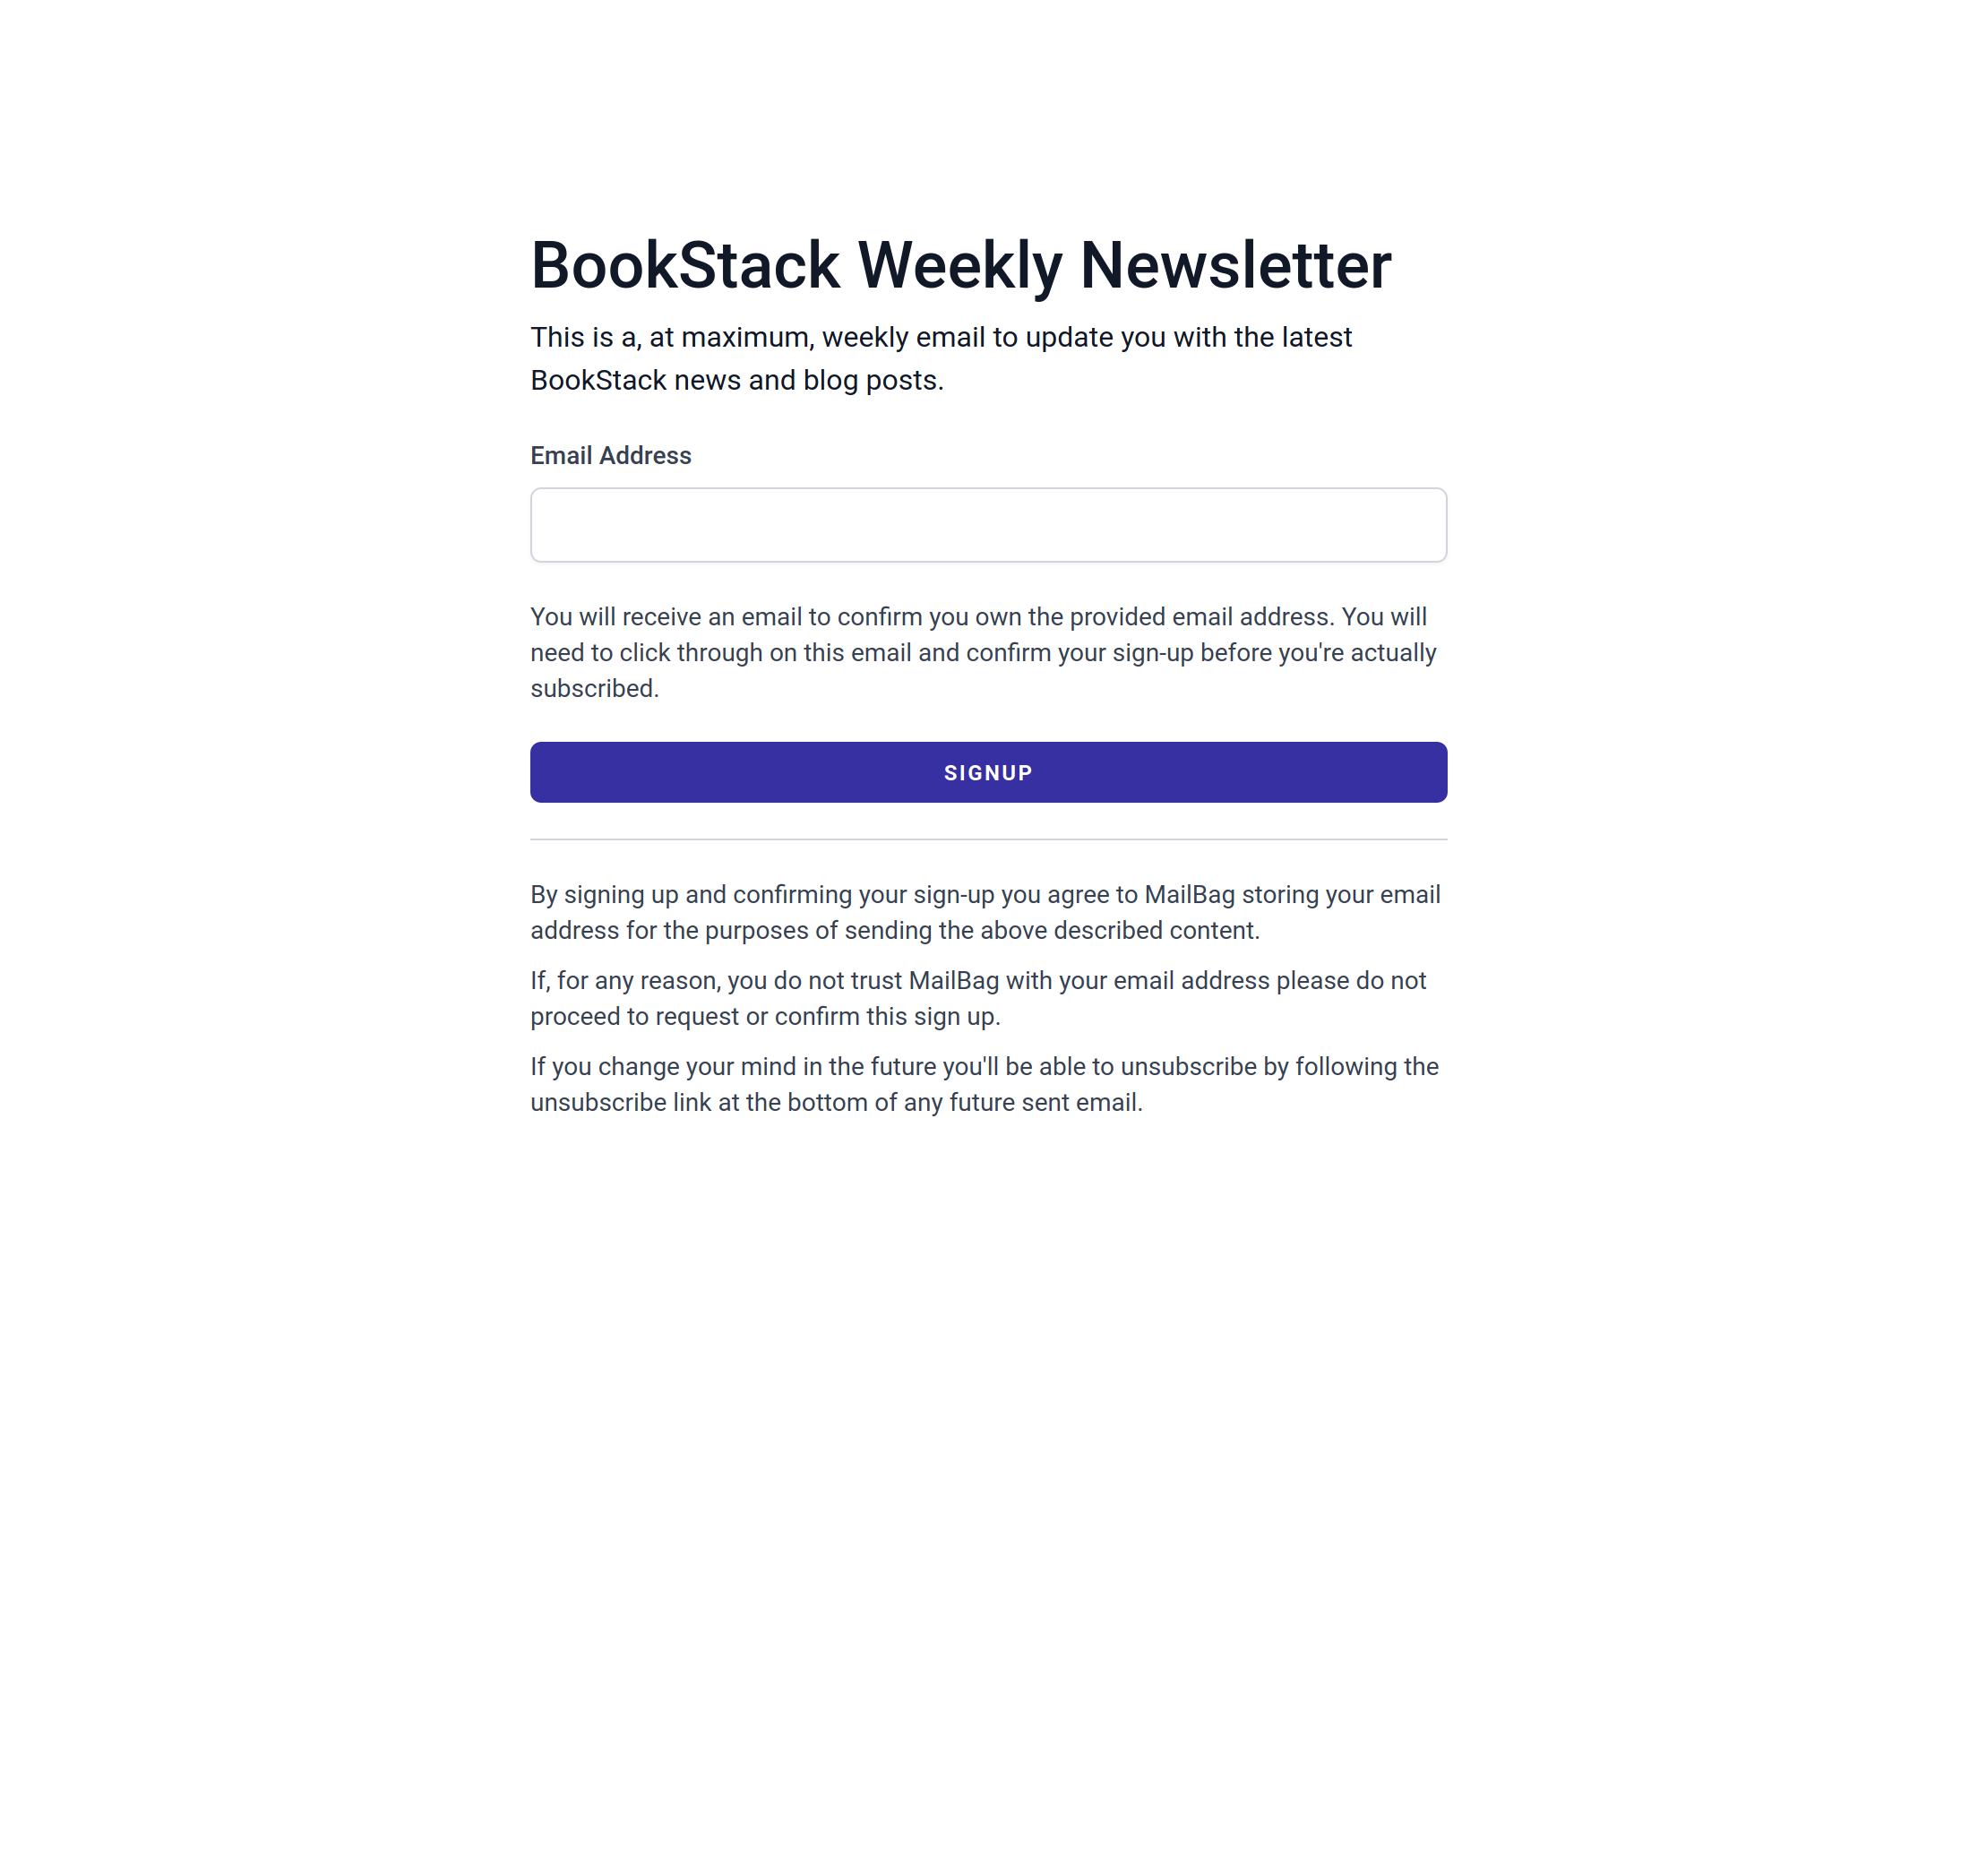 BookStack Weekly Newsletter
This is a, at maximum, weekly email to update you with the latest
BookStack news and blog posts.
Email Address
You will receive an email to confirm you own the provided email address. You will
need to click through on this email and confirm your sign-up before you're actually
subscribed.
SIGNUP
By signing up and confirming your sign-up you agree to MailBag storing your email
address for the purposes of sending the above described content.
If, for any reason, you do not trust MailBag with your email address please do not
proceed to request or confirm this sign up.
If you change your mind in the future you'll be able to unsubscribe by following the
unsubscribe link at the bottom of any future sent email.